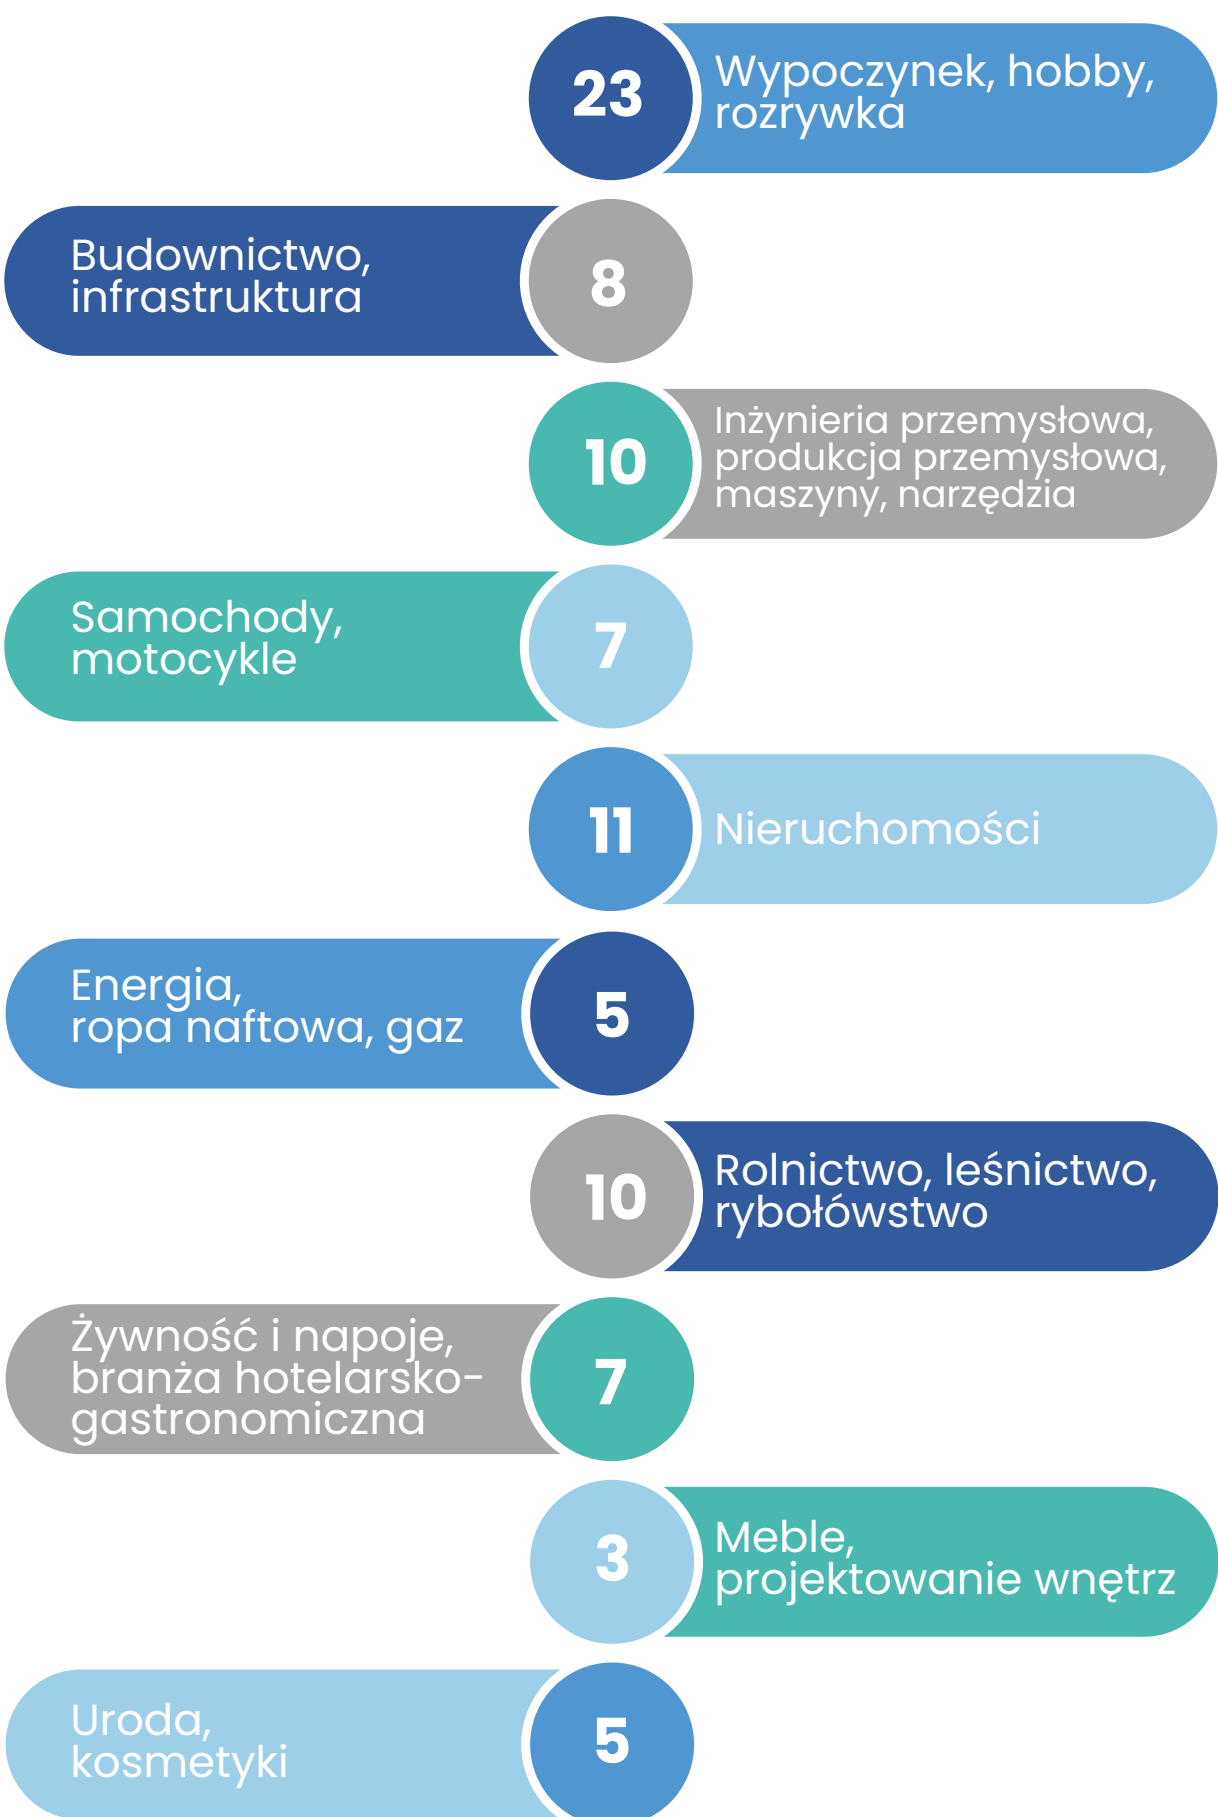 23
Wypoczynek, hobby,
rozrywka
Budownictwo,
infrastruktura
8
10
Inżynieria przemysłowa,
produkcja przemysłowa,
maszyny, narzędzia
Samochody,
motocykle
7
11
Nieruchomości
Energia,
ropa naftowa, gaz
5
10
Rolnictwo, leśnictwo,
rybołówstwo
Żywność i napoje,
branża hotelarsko-
gastronomiczna
7
3
Meble,
projektowanie wnętrz
Uroda,
kosmetyki
5